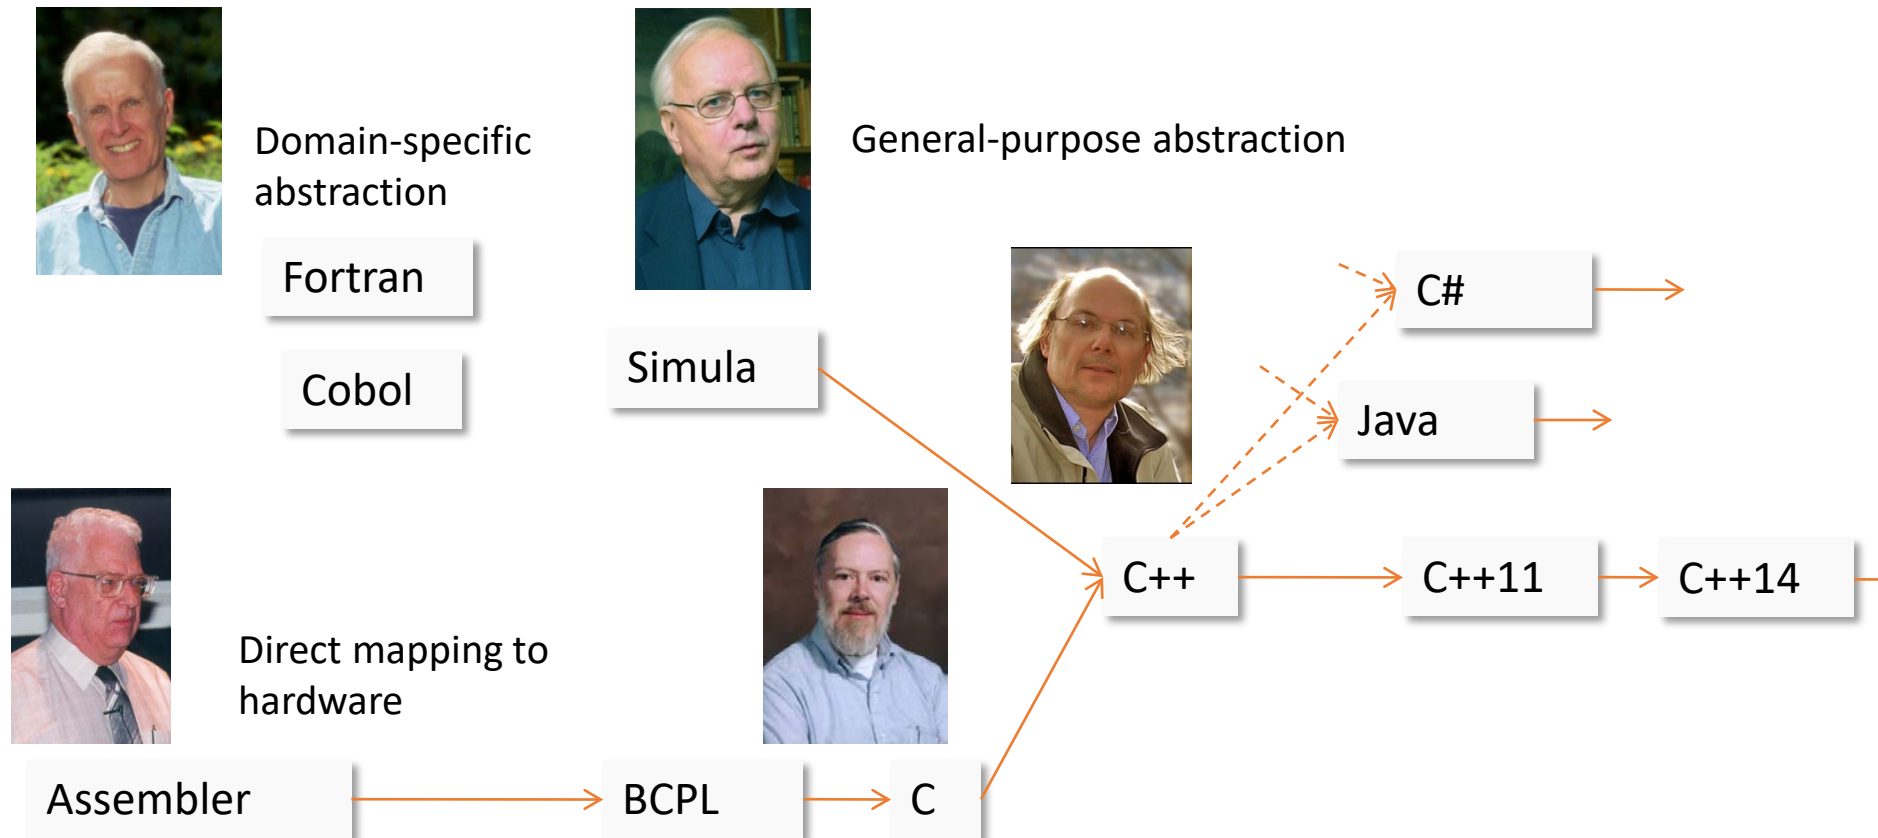 Domain-specific
abstraction
General-purpose abstraction
Fortran
Cobol
Simula
C#
Java
C++
C++11
C++14
Direct mapping to
hardware
Assembler
BCPL
C